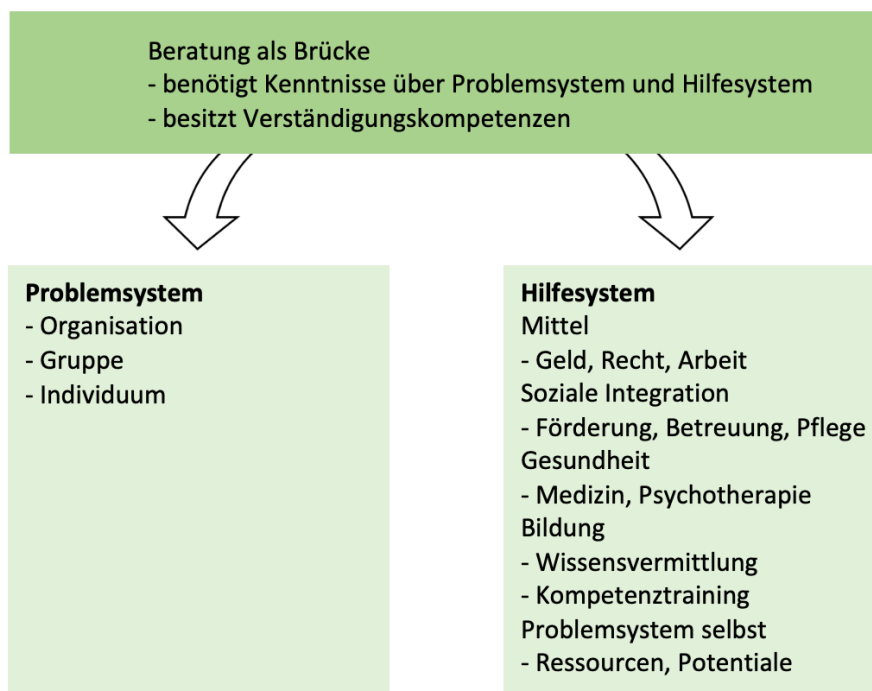 Beratung als Brücke
- benötigt Kenntnisse über Problemsystem und Hilfesystem
- besitzt Verständigungskompetenzen
Problemsystem
- Organisation
- Gruppe
- Individuum
Hilfesystem
Mittel
- Geld, Recht, Arbeit
Soziale Integration
- Förderung, Betreuung, Pflege
Gesundheit
- Medizin, Psychotherapie
Bildung
- Wissensvermittlung
- Kompetenztraining
Problemsystem selbst
- Ressourcen, Potentiale